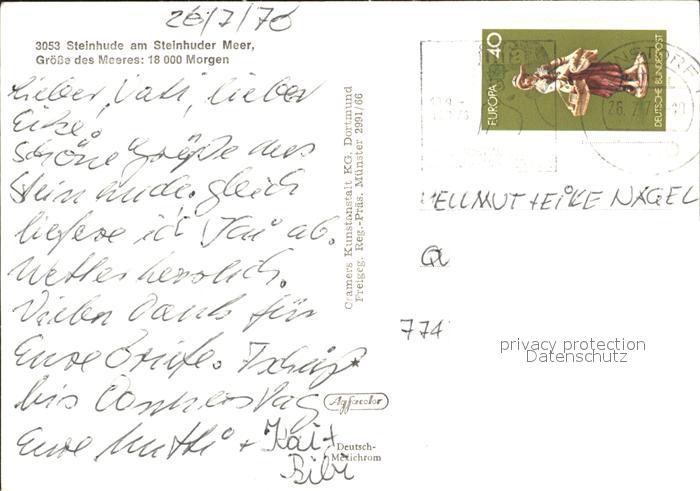 26/7/76
3053 Steinhude am Steinhuder Meer,
Größe des Meeres: 18 000 Morgen
Lieber Vati, lieber
Eike!
Schöne Grüße aus
Steinhude. gleich
liefere ich Kai ab.
Wetter herrlich.
Vielen Dank für
Eure Briefe. Tschüß
bis Donnerstag
Eure Mutti + Kai +
Bibi
Cramers Kunstanstalt KG. Dortmund
Freigeg. Reg.-Präs. Münster 2991/66
Agfacolor
Deutsch-
Metichrom
EUROPA
40
DEUTSCHE BUNDESPOST
HELLMUT + EIKE NAGEL
774
privacy protection
Datenschutz